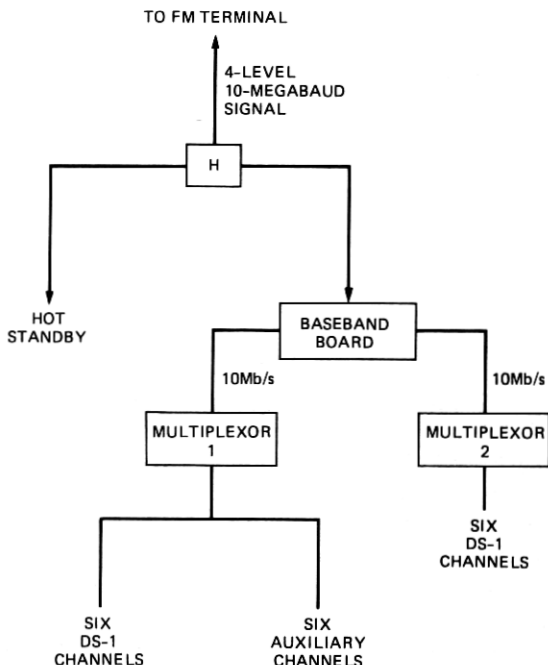 TO FM TERMINAL
4-LEVEL
10-MEGABAUD
SIGNAL
H
HOT
STANDBY
BASEBAND
BOARD
10Mb/s
10Mb/s
MULTIPLEXOR
1
MULTIPLEXOR
2
SIX
DS-1
CHANNELS
SIX
DS-1
CHANNELS
SIX
AUXILIARY
CHANNELS